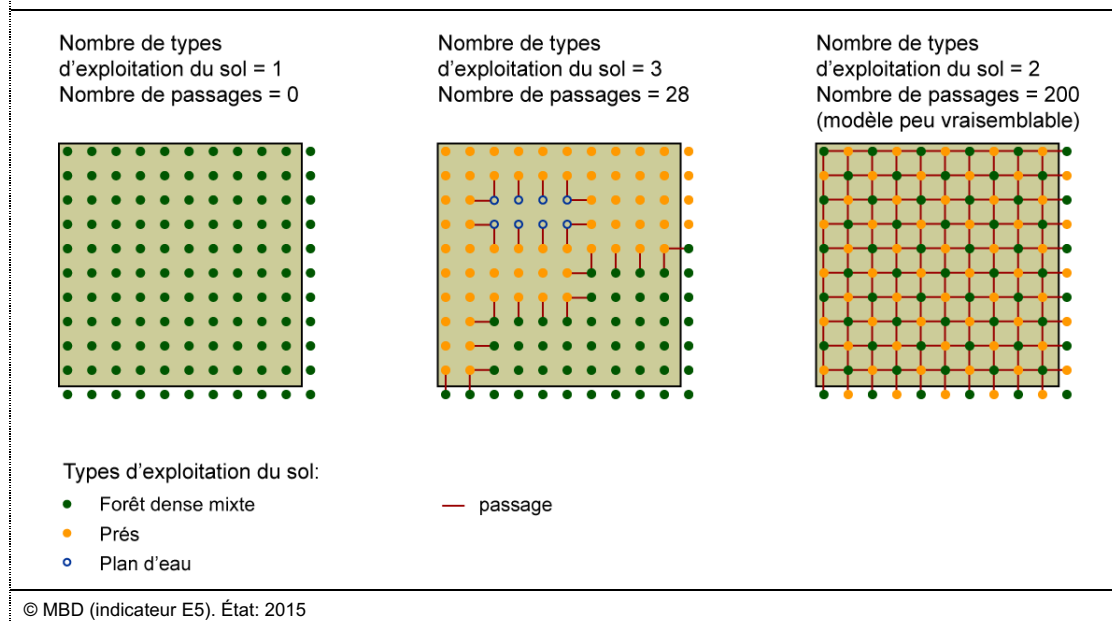 Nombre de types
d'exploitation du sol = 1
Nombre de passages = 0
Nombre de types
d'exploitation du sol = 3
Nombre de passages = 28
Nombre de types
d'exploitation du sol = 2
Nombre de passages = 200
(modèle peu vraisemblable)
Types d'exploitation du sol:
Forêt dense mixte
Prés
Plan d'eau
passage
© MBD (indicateur E5). État: 2015